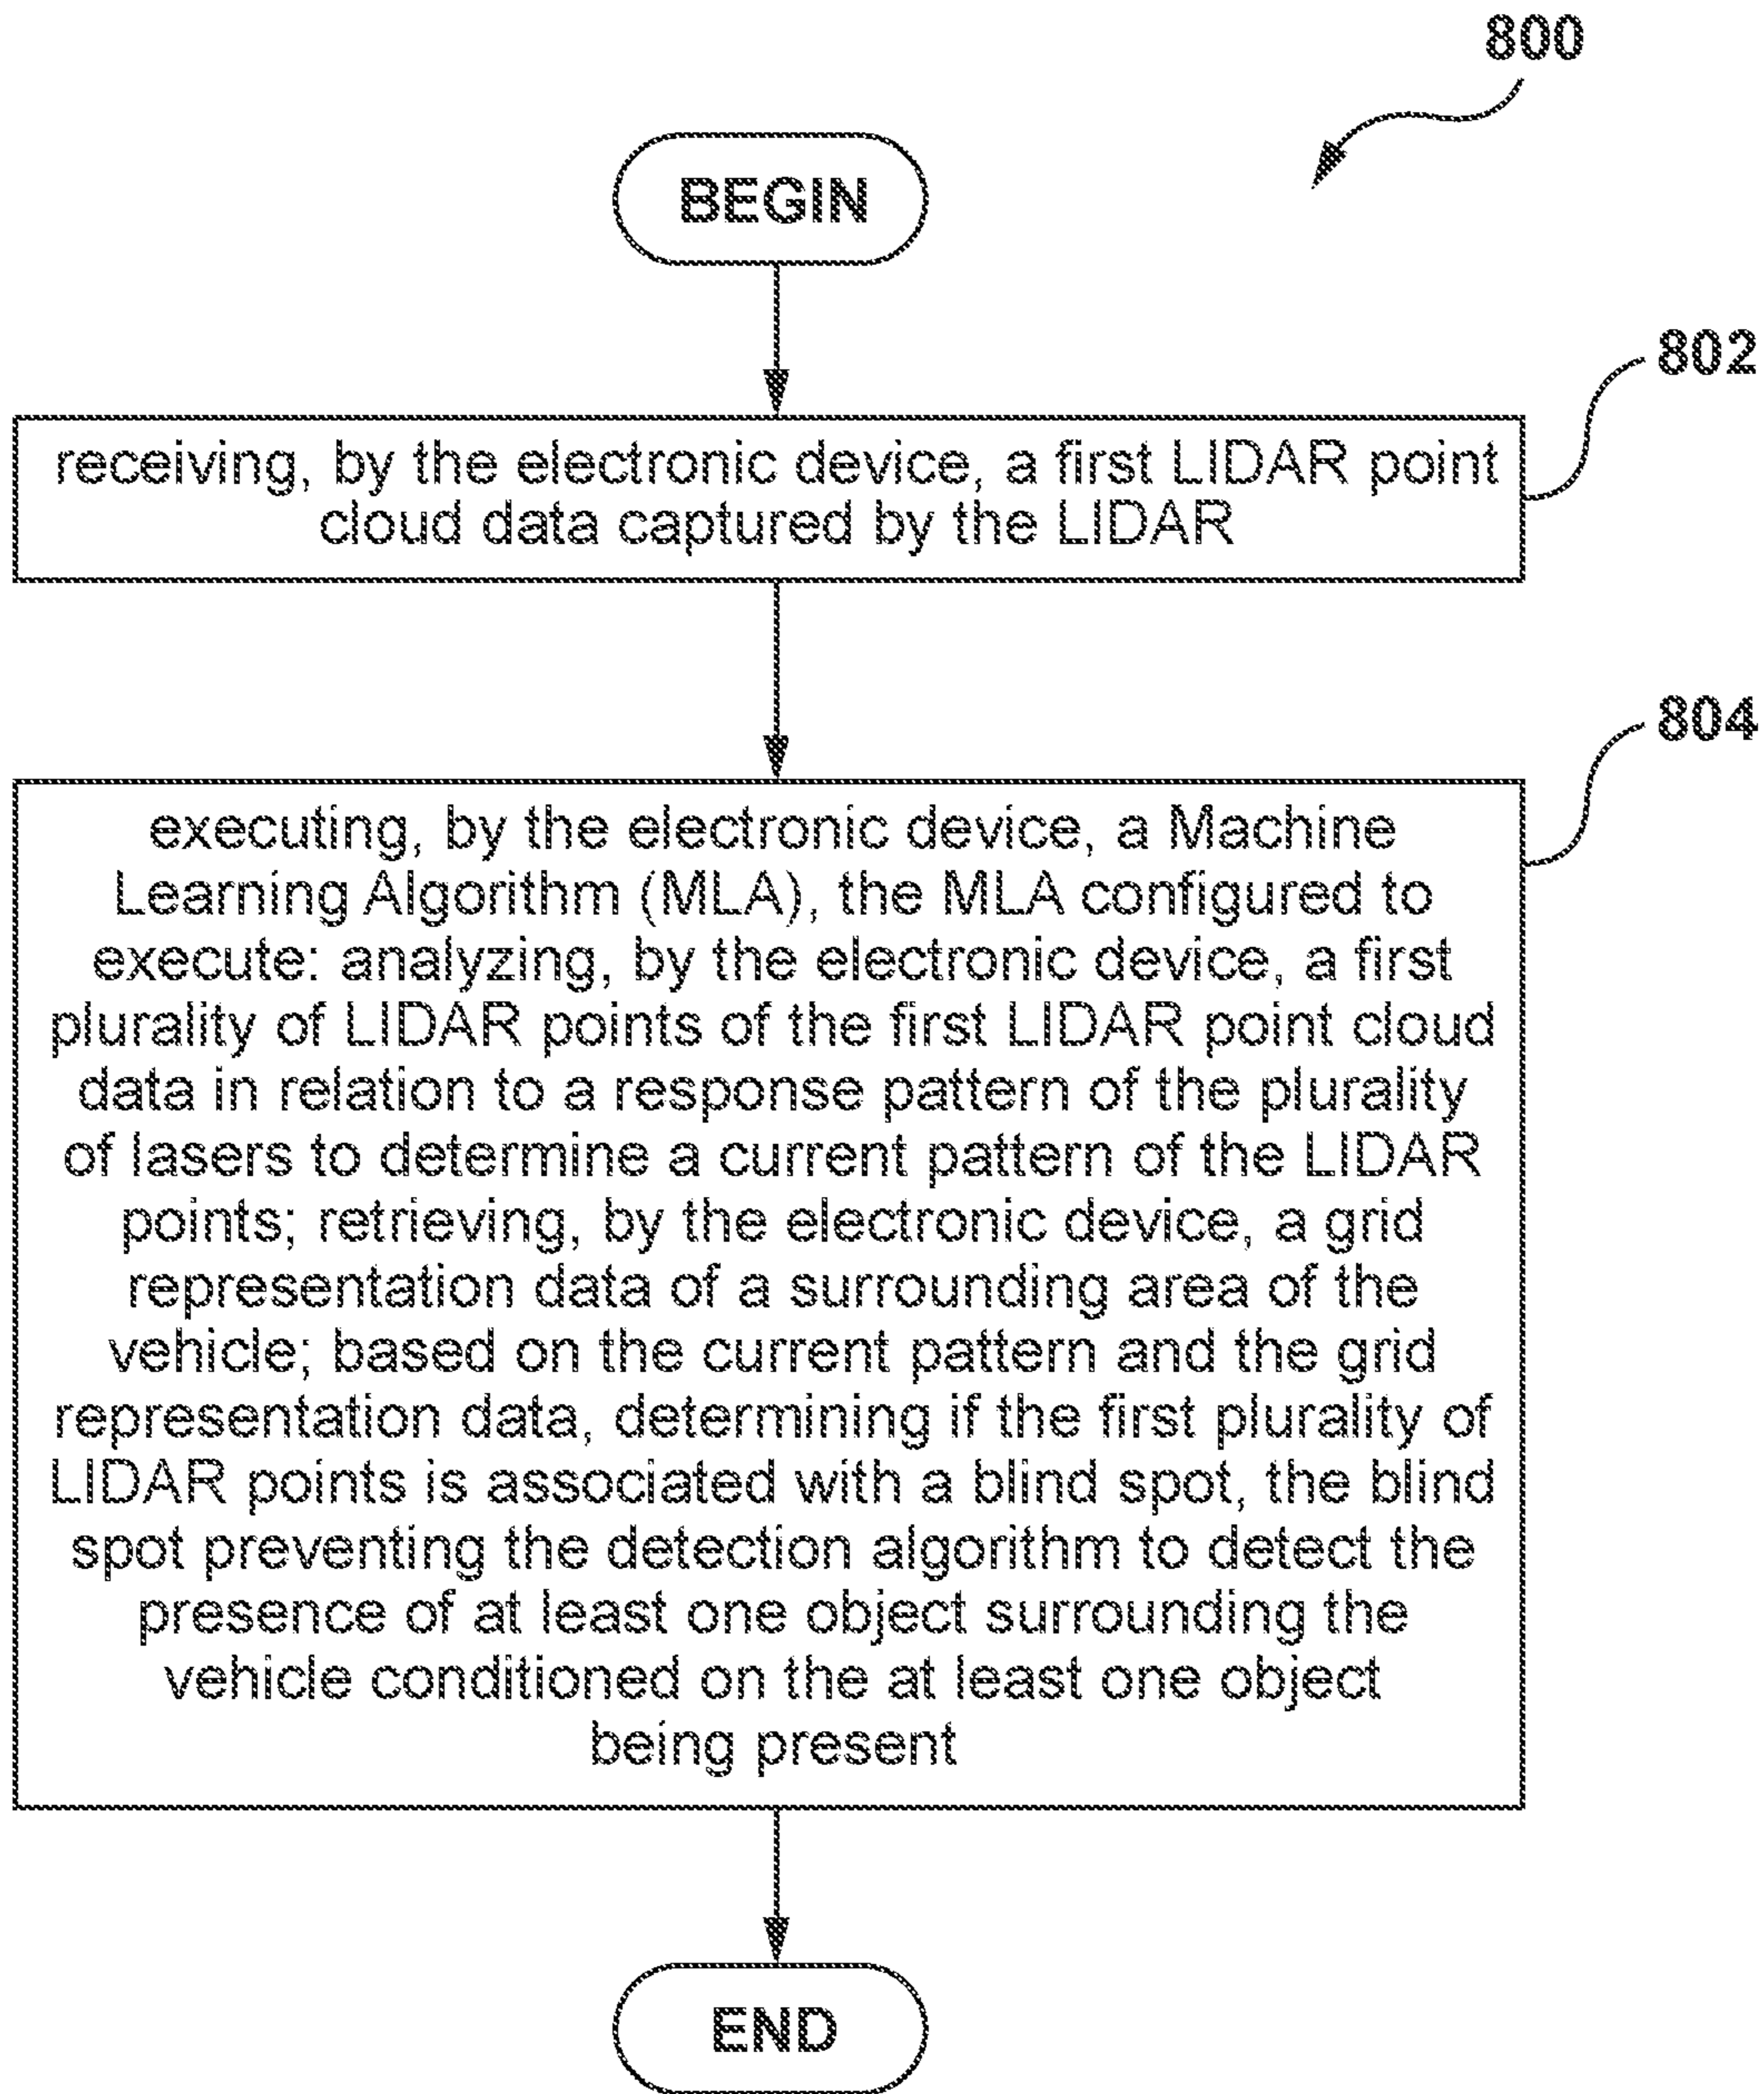 800
BEGIN
802
receiving, by the electronic device, a first LIDAR point
cloud data captured by the LIDAR
804
executing, by the electronic device, a Machine
Learning Algorithm (MLA), the MLA configured to
execute: analyzing, by the electronic device, a first
plurality of LIDAR points of the first LIDAR point cloud
data in relation to a response pattern of the plurality
of lasers to determine a current pattern of the LIDAR
points; retrieving, by the electronic device, a grid
representation data of a surrounding area of the
vehicle; based on the current pattern and the grid
representation data, determining if the first plurality of
LIDAR points is associated with a blind spot, the blind
spot preventing the detection algorithm to detect the
presence of at least one object surrounding the
vehicle conditioned on the at least one object
being present
END